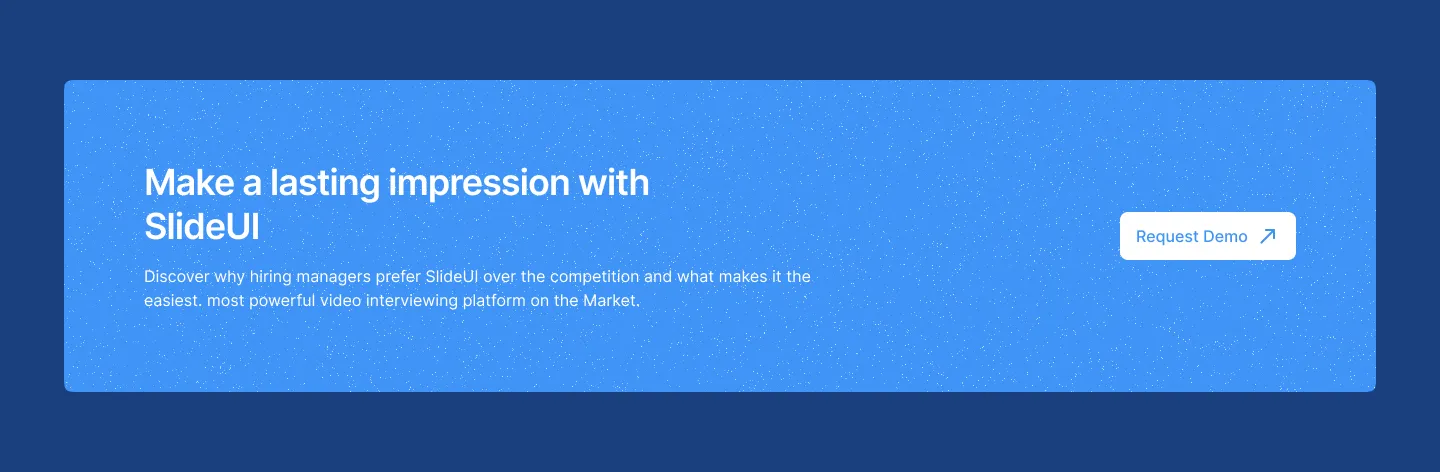 Make a lasting impression with
SlideUI
Discover why hiring managers prefer SlideUI over the competition and what makes it the
easiest. most powerful video interviewing platform on the Market.
Request Demo